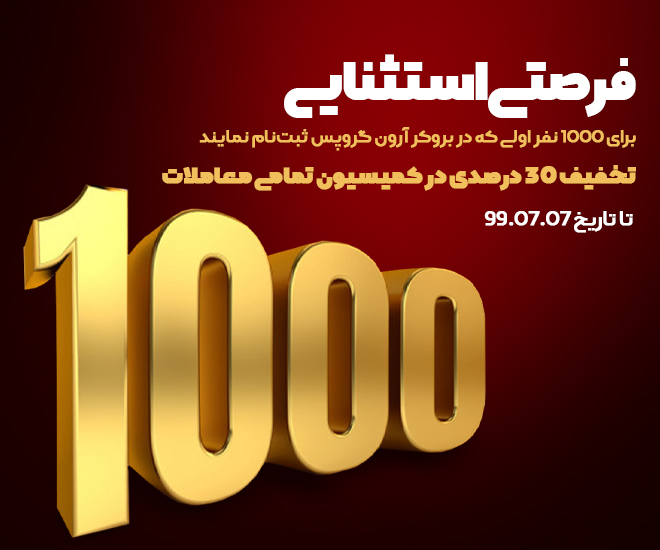 فرصتی استثنایی
برای 1000 نفر اولی که در بروکر آرون گروپس ثبت‌نام نمایند
تخفیف 30 درصدی در کمیسیون تمامی معاملات
تا تاریخ 99.07.07
1000